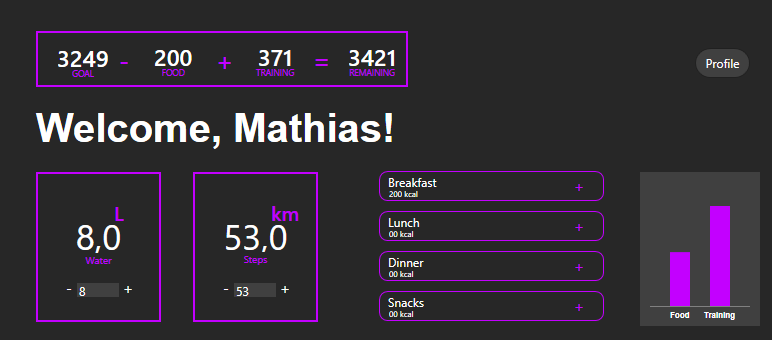 3249 - 200 + 371 = 3421
GOAL FOOD TRAINING REMAINING
Profile
Welcome, Mathias!
L
8,0
Water
- 8 +
km
53,0
Steps
- 53 +
Breakfast +
200 kcal
Lunch +
00 kcal
Dinner +
00 kcal
Snacks +
00 kcal
Food Training